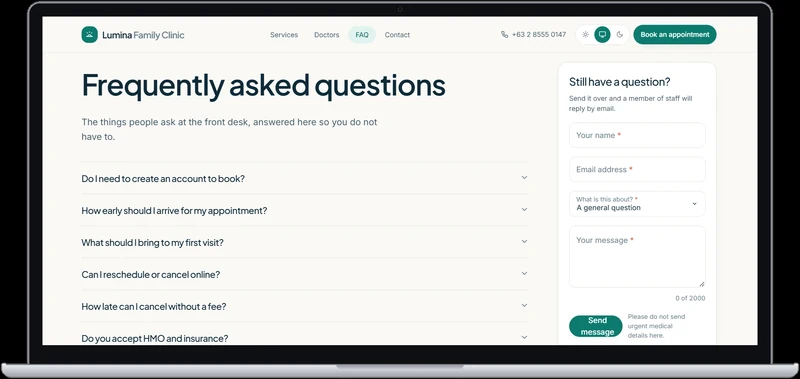 Lumina Family Clinic
Services
Doctors
FAQ
Contact
+63 2 8555 0147
Book an appointment
Frequently asked questions
The things people ask at the front desk, answered here so you do not
have to.
Do I need to create an account to book?
How early should I arrive for my appointment?
What should I bring to my first visit?
Can I reschedule or cancel online?
How late can I cancel without a fee?
Do you accept HMO and insurance?
Still have a question?
Send it over and a member of staff will
reply by email.
Your name *
Email address *
What is this about? *
A general question
Your message *
0 of 2000
Send
message
Please do not send
urgent medical
details here.